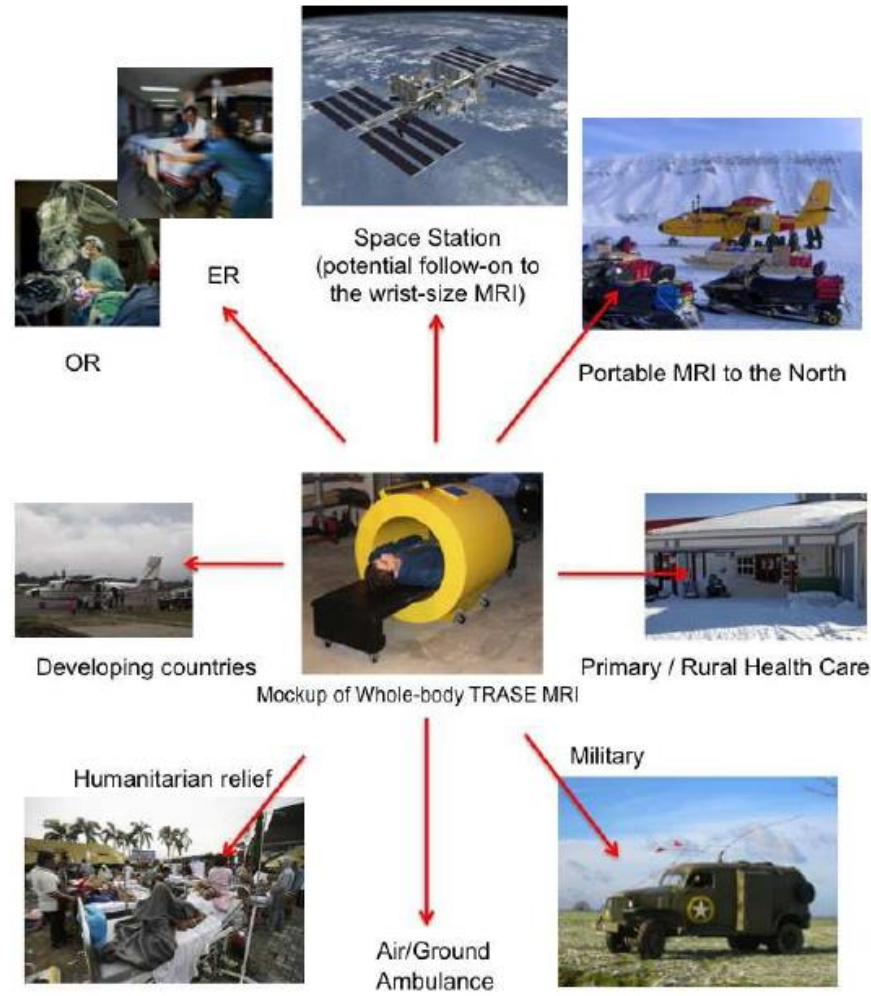 Space Station
(potential follow-on to
the wrist-size MRI)
ER
OR
Portable MRI to the North
Developing countries
Mockup of Whole-body TRASE MRI
Primary / Rural Health Care
Humanitarian relief
Military
Air/Ground
Ambulance